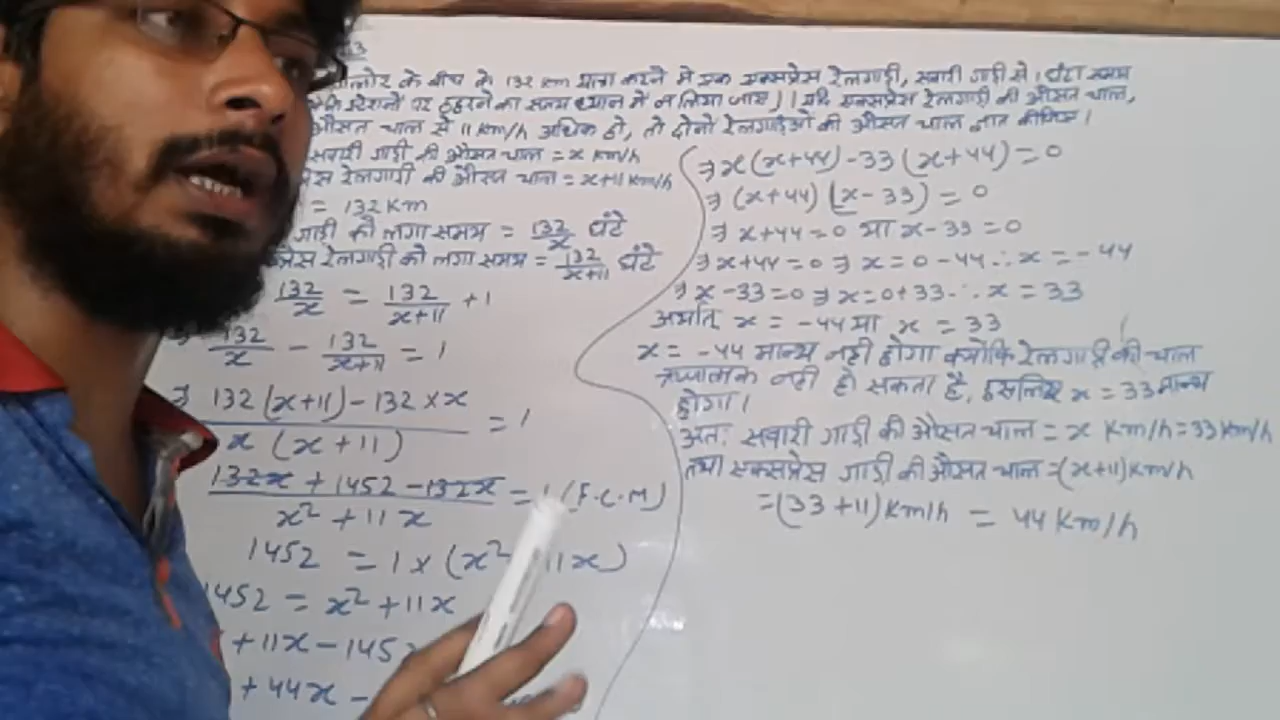 13
के बीच के 132 km यात्रा करने में एक एक्सप्रेस रेलगाड़ी, सवारी गाड़ी से 1 घंटा समय
स्टेशनों पर ठहरने का समय ध्यान में न लिया जाय)। यदि एक्सप्रेस रेलगाड़ी की औसत चाल,
औसत चाल से 11 km/h अधिक हो, तो दोनों रेलगाड़ियों की औसत चाल ज्ञात कीजिए।
सवारी गाड़ी की औसत चाल = x km/h
रेलगाड़ी की औसत चाल = x+11 Km/h
= 132 Km
गाड़ी को लगा समय = 132/x घंटे
रेलगाड़ी को लगा समय = 132/x+11 घंटे
132/x = 132/x+11 + 1
132/x - 132/x+11 = 1
⇒ 132(x+11) - 132 × x / x(x+11) = 1
132x + 1452 - 132x / x² + 11x = 1 (F.C.M)
1452 = 1 × (x² 11x)
1452 = x² + 11x
+ 11x - 1452
+ 44x -
⇒ x(x+44) - 33(x+44) = 0
⇒ (x+44) (x-33) = 0
⇒ x+44 = 0 या x-33 = 0
⇒ x+44 = 0 ⇒ x = 0-44 ∴ x = -44
⇒ x-33 = 0 ⇒ x = 0+33 ∴ x = 33
अर्थात् x = -44 या x = 33
x = -44 मान्य नहीं होगा क्योंकि रेलगाड़ी की चाल
ऋणात्मक नहीं हो सकता है, इसलिए x = 33 मान्य
होगा।
अतः सवारी गाड़ी की औसत चाल = x Km/h = 33 Km/h
तथा एक्सप्रेस गाड़ी की औसत चाल = (x+11) Km/h
= (33+11) Km/h = 44 Km/h